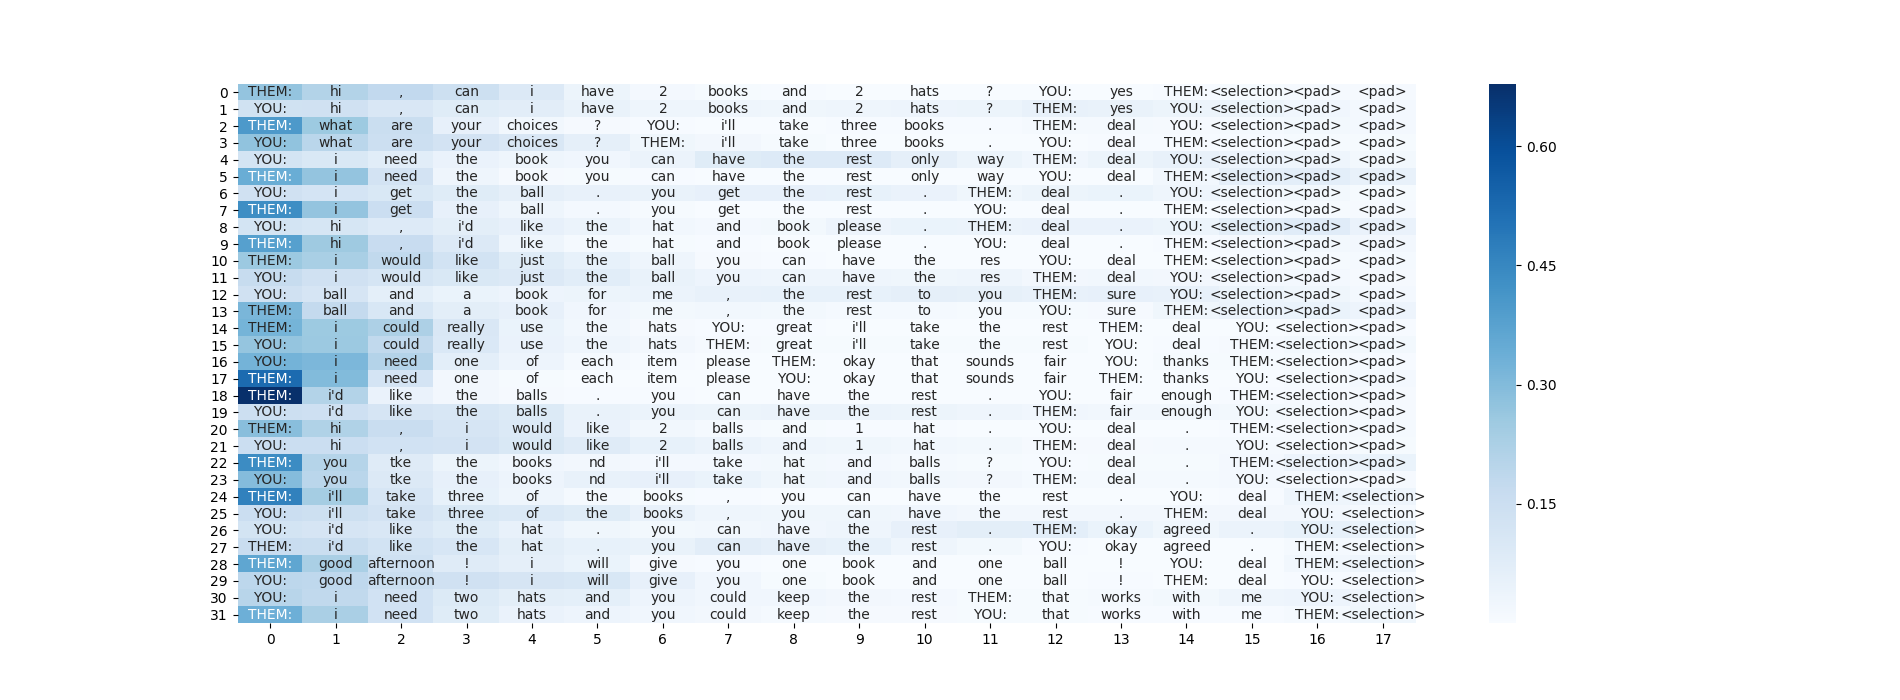 0 THEM: hi , can i have 2 books and 2 hats ? YOU: yes THEM: <selection> <pad> <pad>
1 YOU: hi , can i have 2 books and 2 hats ? THEM: yes YOU: <selection> <pad> <pad>
2 THEM: what are your choices ? YOU: i'll take three books . THEM: deal YOU: <selection> <pad> <pad>
3 YOU: what are your choices ? THEM: i'll take three books . YOU: deal THEM: <selection> <pad> <pad>
4 YOU: i need the book you can have the rest only way THEM: deal YOU: <selection> <pad> <pad>
5 THEM: i need the book you can have the rest only way YOU: deal THEM: <selection> <pad> <pad>
6 YOU: i get the ball . you get the rest . THEM: deal . YOU: <selection> <pad> <pad>
7 THEM: i get the ball . you get the rest . YOU: deal . THEM: <selection> <pad> <pad>
8 YOU: hi , i'd like the hat and book please . THEM: deal . YOU: <selection> <pad> <pad>
9 THEM: hi , i'd like the hat and book please . YOU: deal . THEM: <selection> <pad> <pad>
10 THEM: i would like just the ball you can have the res YOU: deal THEM: <selection> <pad> <pad>
11 YOU: i would like just the ball you can have the res THEM: deal YOU: <selection> <pad> <pad>
12 YOU: ball and a book for me , the rest to you THEM: sure YOU: <selection> <pad> <pad>
13 THEM: ball and a book for me , the rest to you YOU: sure THEM: <selection> <pad> <pad>
14 THEM: i could really use the hats YOU: great i'll take the rest THEM: deal YOU: <selection> <pad>
15 YOU: i could really use the hats THEM: great i'll take the rest YOU: deal THEM: <selection> <pad>
16 YOU: i need one of each item please THEM: okay that sounds fair YOU: thanks THEM: <selection> <pad>
17 THEM: i need one of each item please YOU: okay that sounds fair THEM: thanks YOU: <selection> <pad>
18 THEM: i'd like the balls . you can have the rest . YOU: fair enough THEM: <selection> <pad>
19 YOU: i'd like the balls . you can have the rest . THEM: fair enough YOU: <selection> <pad>
20 THEM: hi , i would like 2 balls and 1 hat . YOU: deal . THEM: <selection> <pad>
21 YOU: hi , i would like 2 balls and 1 hat . THEM: deal . YOU: <selection> <pad>
22 THEM: you tke the books nd i'll take hat and balls ? YOU: deal . THEM: <selection> <pad>
23 YOU: you tke the books nd i'll take hat and balls ? THEM: deal . YOU: <selection> <pad>
24 THEM: i'll take three of the books , you can have the rest . YOU: deal THEM: <selection>
25 YOU: i'll take three of the books , you can have the rest . THEM: deal YOU: <selection>
26 YOU: i'd like the hat . you can have the rest . THEM: okay agreed . YOU: <selection>
27 THEM: i'd like the hat . you can have the rest . YOU: okay agreed . THEM: <selection>
28 THEM: good afternoon ! i will give you one book and one ball ! YOU: deal THEM: <selection>
29 YOU: good afternoon ! i will give you one book and one ball ! THEM: deal YOU: <selection>
30 YOU: i need two hats and you could keep the rest THEM: that works with me YOU: <selection>
31 THEM: i need two hats and you could keep the rest YOU: that works with me THEM: <selection>
0 1 2 3 4 5 6 7 8 9 10 11 12 13 14 15 16 17
0.60
0.45
0.30
0.15